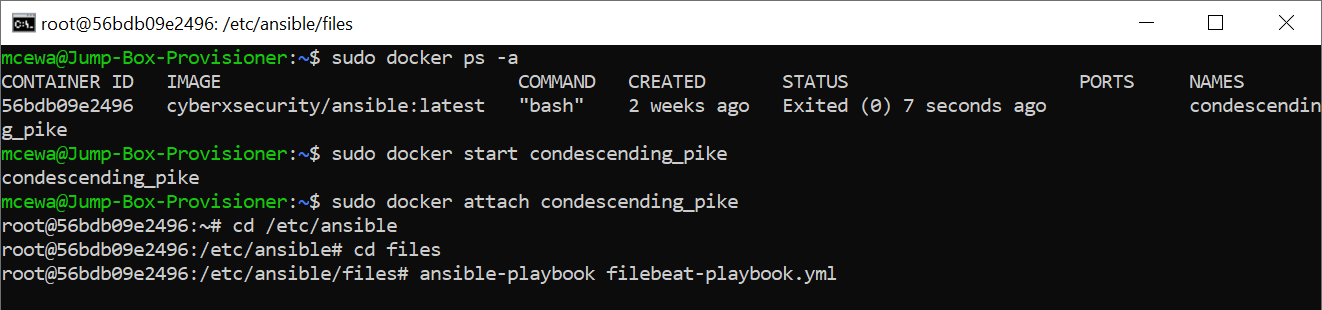 root@56bdb09e2496: /etc/ansible/files
mcewa@Jump-Box-Provisioner:~$ sudo docker ps -a
CONTAINER ID   IMAGE                           COMMAND   CREATED       STATUS                     PORTS     NAMES
56bdb09e2496   cyberxsecurity/ansible:latest   "bash"    2 weeks ago   Exited (0) 7 seconds ago             condescendin
g_pike
mcewa@Jump-Box-Provisioner:~$ sudo docker start condescending_pike
condescending_pike
mcewa@Jump-Box-Provisioner:~$ sudo docker attach condescending_pike
root@56bdb09e2496:~# cd /etc/ansible
root@56bdb09e2496:/etc/ansible# cd files
root@56bdb09e2496:/etc/ansible/files# ansible-playbook filebeat-playbook.yml